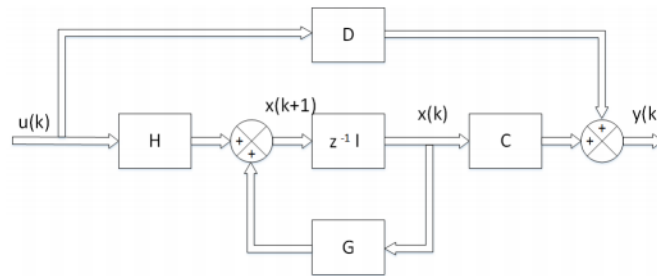 D
u(k)
H
x(k+1)
z⁻¹ I
x(k)
C
y(k
G
+
+
+
+